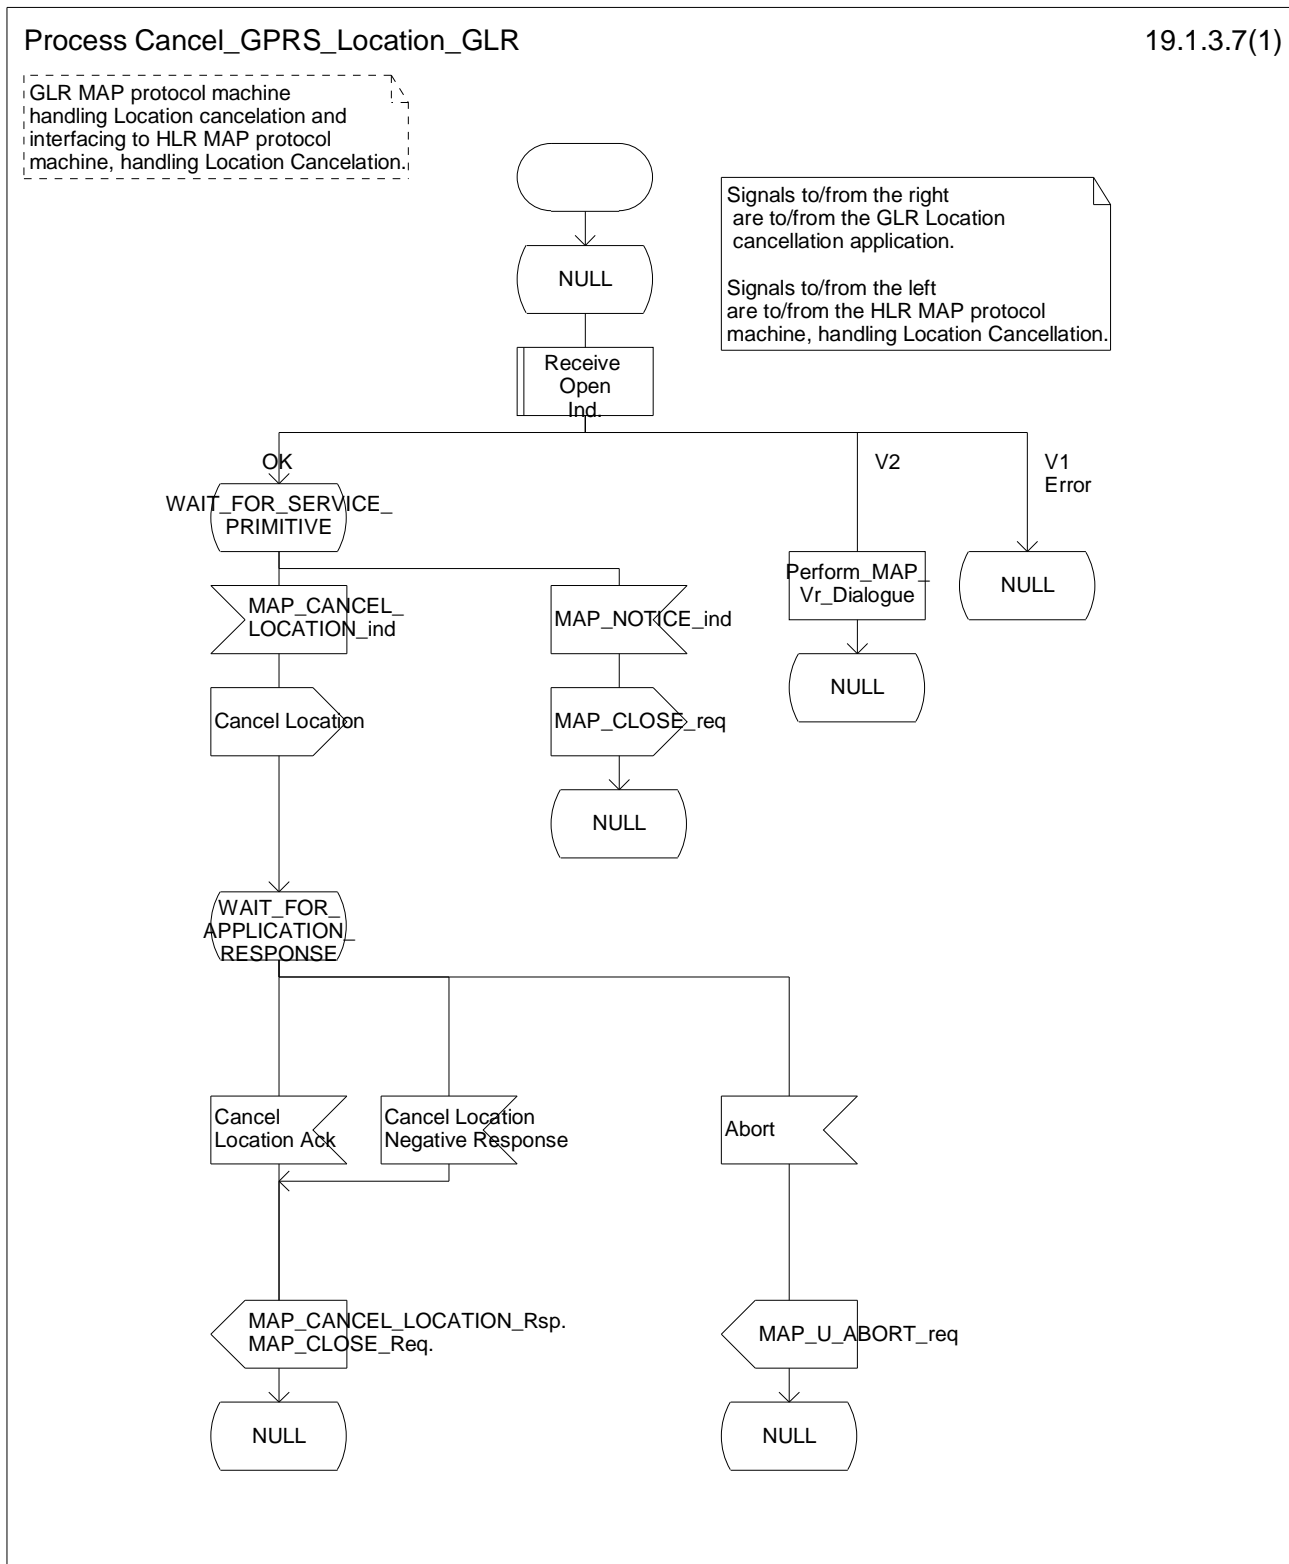 Process Cancel_GPRS_Location_GLR
19.1.3.7(1)
GLR MAP protocol machine
handling Location cancelation and
interfacing to HLR MAP protocol
machine, handling Location Cancelation.
Signals to/from the right
are to/from the GLR Location
cancellation application.
Signals to/from the left
are to/from the HLR MAP protocol
machine, handling Location Cancellation.
NULL
Receive
Open
Ind.
OK
V2
V1
Error
WAIT_FOR_SERVICE_
PRIMITIVE
Perform_MAP_
Vr_Dialogue
NULL
MAP_CANCEL_
LOCATION_ind
MAP_NOTICE_ind
NULL
Cancel Location
MAP_CLOSE_req
NULL
WAIT_FOR_
APPLICATION_
RESPONSE
Cancel
Location Ack
Cancel Location
Negative Response
Abort
MAP_CANCEL_LOCATION_Rsp.
MAP_CLOSE_Req.
MAP_U_ABORT_req
NULL
NULL